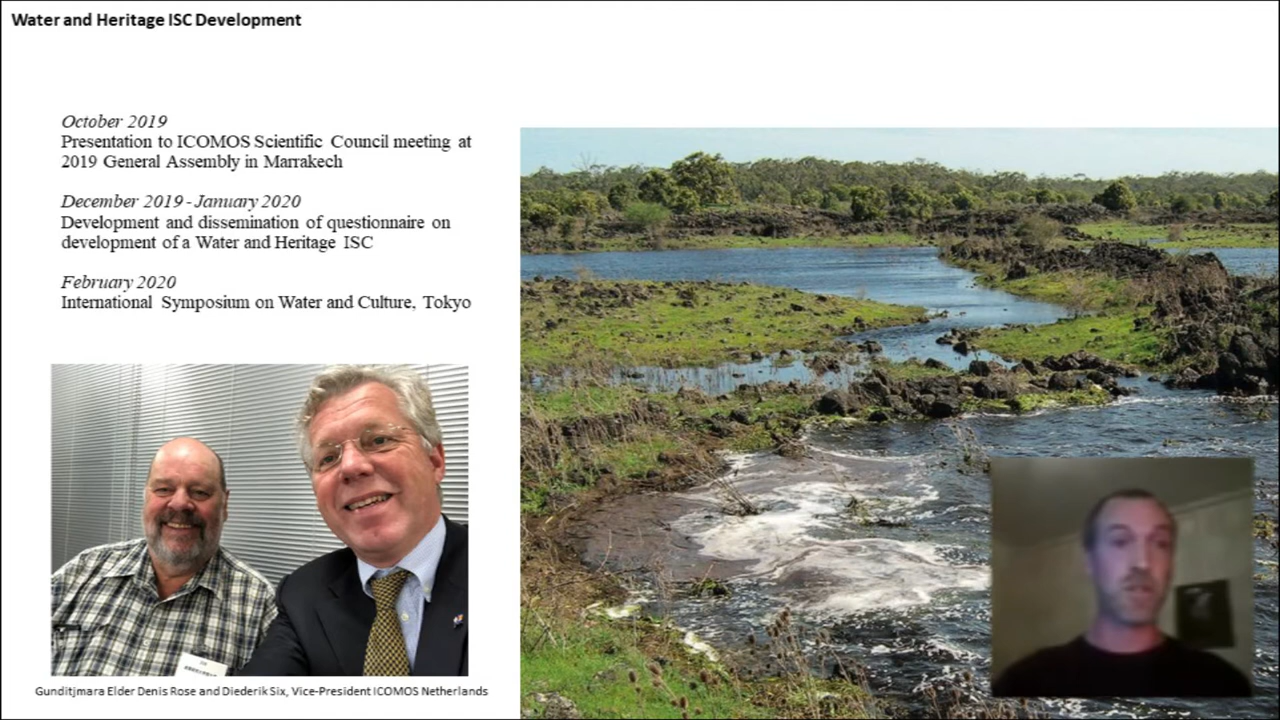 Water and Heritage ISC Development
October 2019
Presentation to ICOMOS Scientific Council meeting at
2019 General Assembly in Marrakech
December 2019 - January 2020
Development and dissemination of questionnaire on
development of a Water and Heritage ISC
February 2020
International Symposium on Water and Culture, Tokyo
Gunditjmara Elder Denis Rose and Diederik Six, Vice-President ICOMOS Netherlands